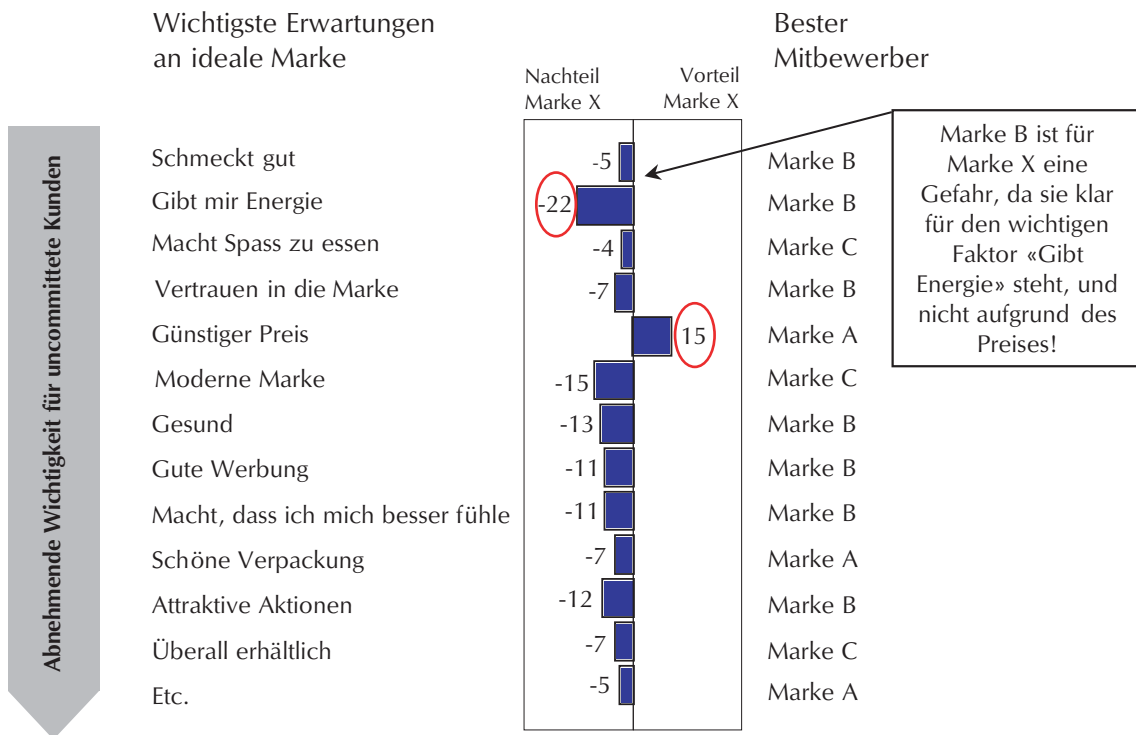 Wichtigste Erwartungen
an ideale Marke
Bester
Mitbewerber
Nachteil
Marke X
Vorteil
Marke X
Abnehmende Wichtigkeit für uncommittete Kunden
Schmeckt gut -5 Marke B
Gibt mir Energie -22 Marke B
Macht Spass zu essen -4 Marke C
Vertrauen in die Marke -7 Marke B
Günstiger Preis 15 Marke A
Moderne Marke -15 Marke C
Gesund -13 Marke B
Gute Werbung -11 Marke B
Macht, dass ich mich besser fühle -11 Marke B
Schöne Verpackung -7 Marke A
Attraktive Aktionen -12 Marke B
Überall erhältlich -7 Marke C
Etc. -5 Marke A
Marke B ist für
Marke X eine
Gefahr, da sie klar
für den wichtigen
Faktor «Gibt
Energie» steht, und
nicht aufgrund des
Preises!